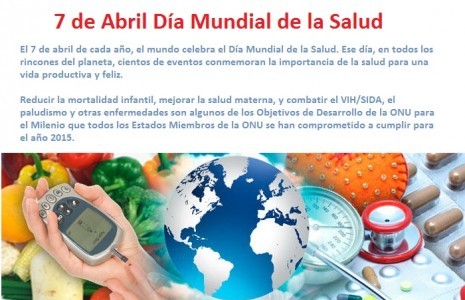 7 de Abril Día Mundial de la Salud
El 7 de abril de cada año, el mundo celebra el Día Mundial de la Salud. Ese día, en todos los
rincones del planeta, cientos de eventos conmemoran la importancia de la salud para una
vida productiva y feliz.
Reducir la mortalidad infantil, mejorar la salud materna, y combatir el VIH/SIDA, el
paludismo y otras enfermedades son algunos de los Objetivos de Desarrollo de la ONU para
el Milenio que todos los Estados Miembros de la ONU se han comprometido a cumplir para
el año 2015.